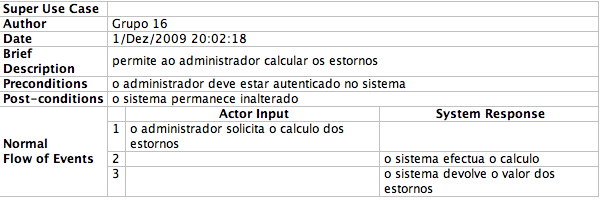 Super Use Case
Author Grupo 16
Date 1/Dez/2009 20:02:18
Brief
Description permite ao administrador calcular os estornos
Preconditions o administrador deve estar autenticado no sistema
Post-conditions o sistema permanece inalterado
Normal
Flow of Events
Actor Input System Response
1 o administrador solicita o calculo dos
estornos
2 o sistema efectua o calculo
3 o sistema devolve o valor dos
estornos